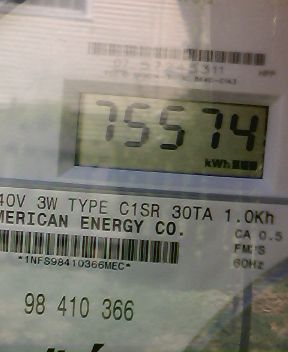 75574
kWh
40V 3W TYPE C1SR 30TA 1.0Kh
MERICAN ENERGY CO.
CA 0.5
*1NFS98410366MEC*
60Hz
98 410 366